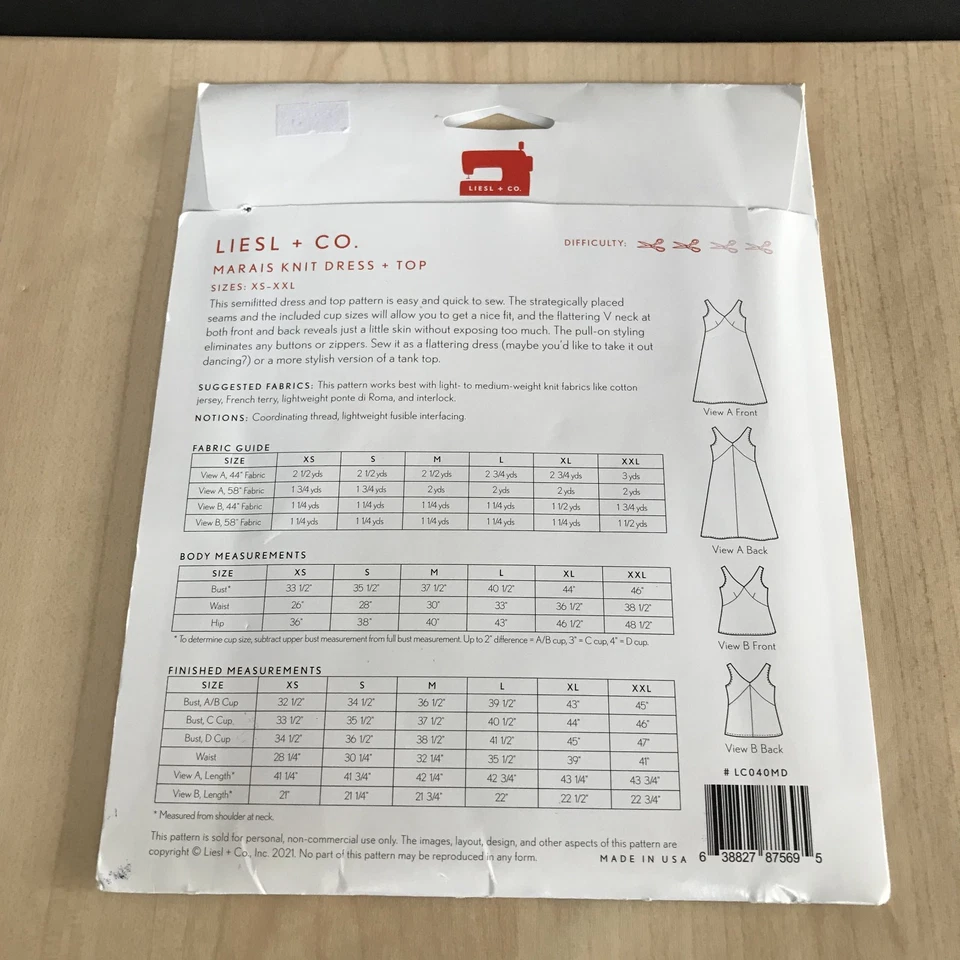 LIESL + CO.
LIESL + CO.
MARAIS KNIT DRESS + TOP
SIZES: XS-XXL
DIFFICULTY:
This semifitted dress and top pattern is easy and quick to sew. The strategically placed
seams and the included cup sizes will allow you to get a nice fit, and the flattering V neck at
both front and back reveals just a little skin without exposing too much. The pull-on styling
eliminates any buttons or zippers. Sew it as a flattering dress (maybe you'd like to take it out
dancing?) or a more stylish version of a tank top.
SUGGESTED FABRICS: This pattern works best with light- to medium-weight knit fabrics like cotton
jersey, French terry, lightweight ponte di Roma, and interlock.
NOTIONS: Coordinating thread, lightweight fusible interfacing.
FABRIC GUIDE
SIZE XS S M L XL XXL
View A, 44" Fabric 2 1/2 yds 2 1/2 yds 2 1/2 yds 2 3/4 yds 2 3/4 yds 3 yds
View A, 58" Fabric 1 3/4 yds 1 3/4 yds 2 yds 2 yds 2 yds 2 yds
View B, 44" Fabric 1 1/4 yds 1 1/4 yds 1 1/4 yds 1 1/4 yds 1 1/2 yds 1 3/4 yds
View B, 58" Fabric 1 1/4 yds 1 1/4 yds 1 1/4 yds 1 1/4 yds 1 1/4 yds 1 1/2 yds
BODY MEASUREMENTS
SIZE XS S M L XL XXL
Bust* 33 1/2" 35 1/2" 37 1/2" 40 1/2" 44" 46"
Waist 26" 28" 30" 33" 36 1/2" 38 1/2"
Hip 36" 38" 40" 43" 46 1/2" 48 1/2"
* To determine cup size, subtract upper bust measurement from full bust measurement. Up to 2" difference = A/B cup, 3" = C cup, 4" = D cup.
FINISHED MEASUREMENTS
SIZE XS S M L XL XXL
Bust, A/B Cup 32 1/2" 34 1/2" 36 1/2" 39 1/2" 43" 45"
Bust, C Cup 33 1/2" 35 1/2" 37 1/2" 40 1/2" 44" 46"
Bust, D Cup 34 1/2" 36 1/2" 38 1/2" 41 1/2" 45" 47"
Waist 28 1/4" 30 1/4" 32 1/4" 35 1/2" 39" 41"
View A, Length* 41 1/4" 41 3/4" 42 1/4" 42 3/4" 43 1/4" 43 3/4"
View B, Length* 21" 21 1/4" 21 3/4" 22" 22 1/2" 22 3/4"
* Measured from shoulder at neck.
This pattern is sold for personal, non-commercial use only. The images, layout, design, and other aspects of this pattern are
copyright © Liesl + Co., Inc. 2021. No part of this pattern may be reproduced in any form.
MADE IN USA
View A Front
View A Back
View B Front
View B Back
# LC040MD
6 38827 87569 5